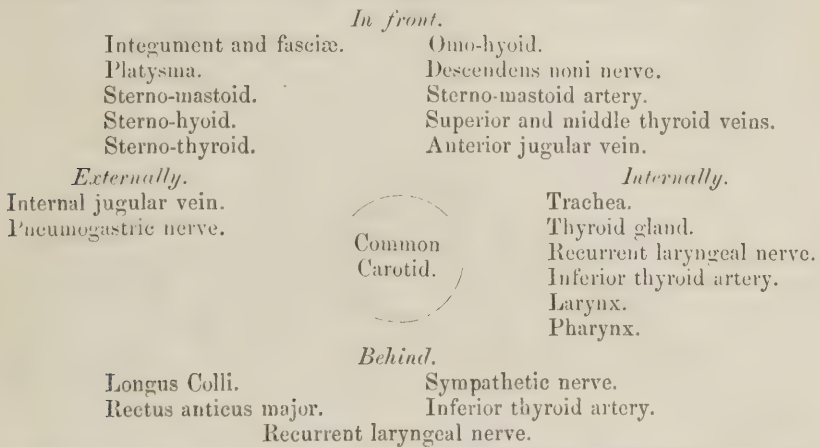 In front.
Integument and fasciæ. Omo-hyoid.
Platysma. Descendens noni nerve.
Sterno-mastoid. Sterno-mastoid artery.
Sterno-hyoid. Superior and middle thyroid veins.
Sterno-thyroid. Anterior jugular vein.
Externally. Internally.
Internal jugular vein. Trachea.
Pneumogastric nerve. Thyroid gland.
Common Recurrent laryngeal nerve.
Carotid. Inferior thyroid artery.
Larynx.
Pharynx.
Behind.
Longus Colli. Sympathetic nerve.
Rectus anticus major. Inferior thyroid artery.
Recurrent laryngeal nerve.